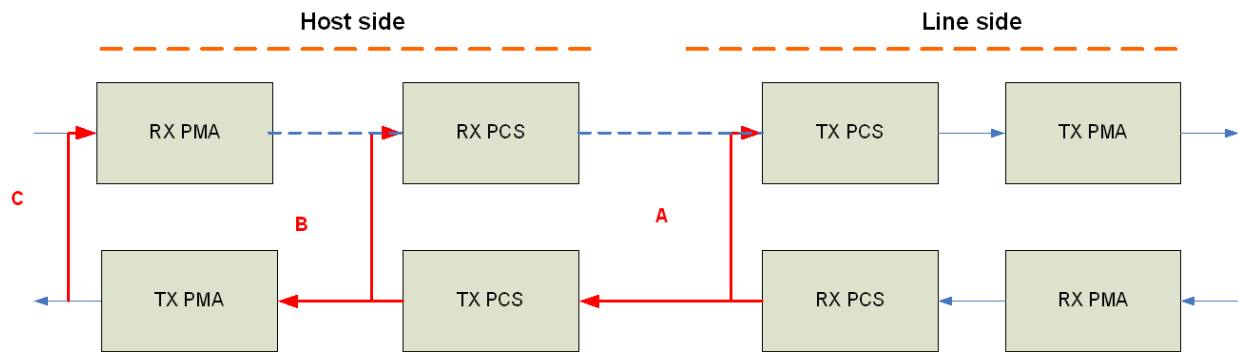 Host side
Line side
RX PMA
RX PCS
TX PCS
TX PMA
C
B
A
TX PMA
TX PCS
RX PCS
RX PMA